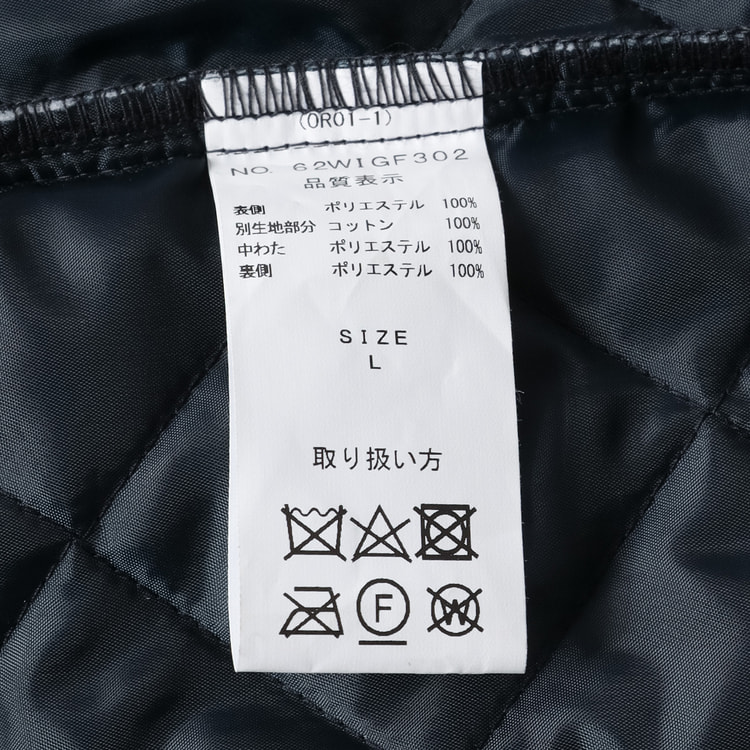 (OR01-1)
NO. 62WIGF302
品質表示
表側 ポリエステル 100%
別生地部分 コットン 100%
中わた ポリエステル 100%
裏側 ポリエステル 100%
SIZE
L
取り扱い方
F W